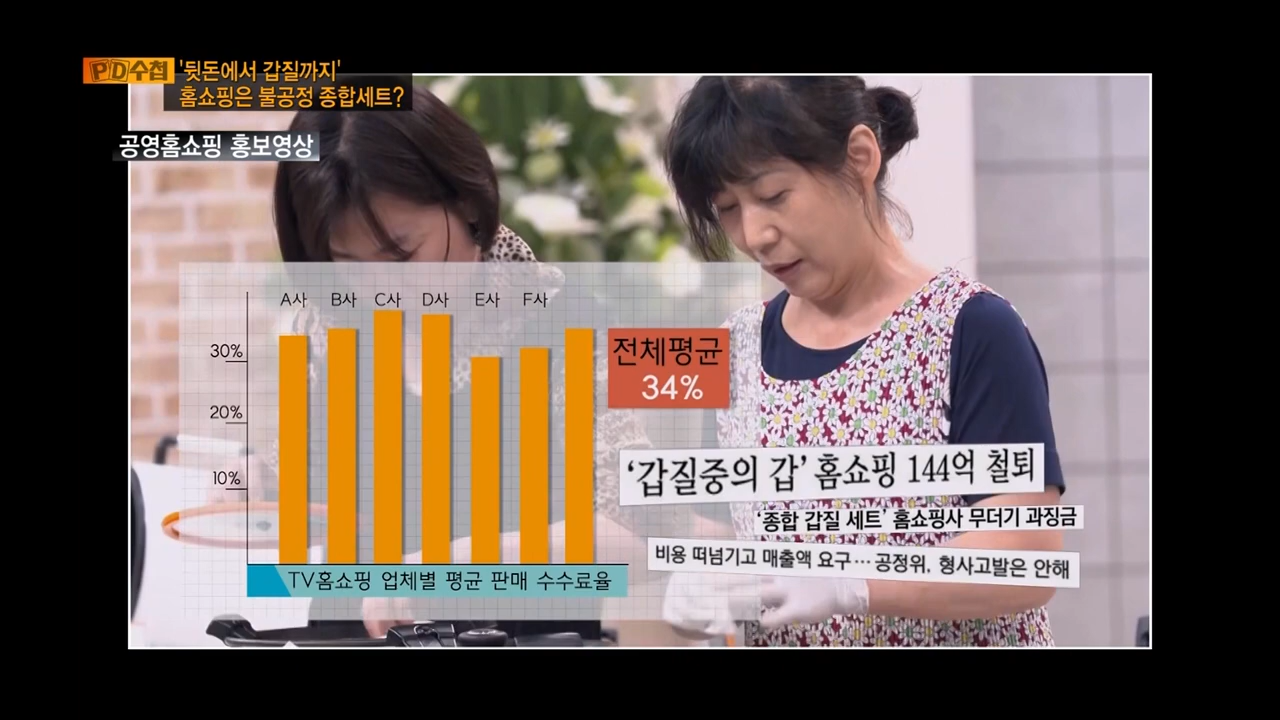 PD수첩
'뒷돈에서 갑질까지'
홈쇼핑은 불공정 종합세트?
공영홈쇼핑 홍보영상
A사 B사 C사 D사 E사 F사
30%
20%
10%
전체평균
34%
TV홈쇼핑 업체별 평균 판매 수수료율
‘갑질중의 갑’ 홈쇼핑 144억 철퇴
‘종합 갑질 세트’ 홈쇼핑사 무더기 과징금
비용 떠넘기고 매출액 요구… 공정위, 형사고발은 안해